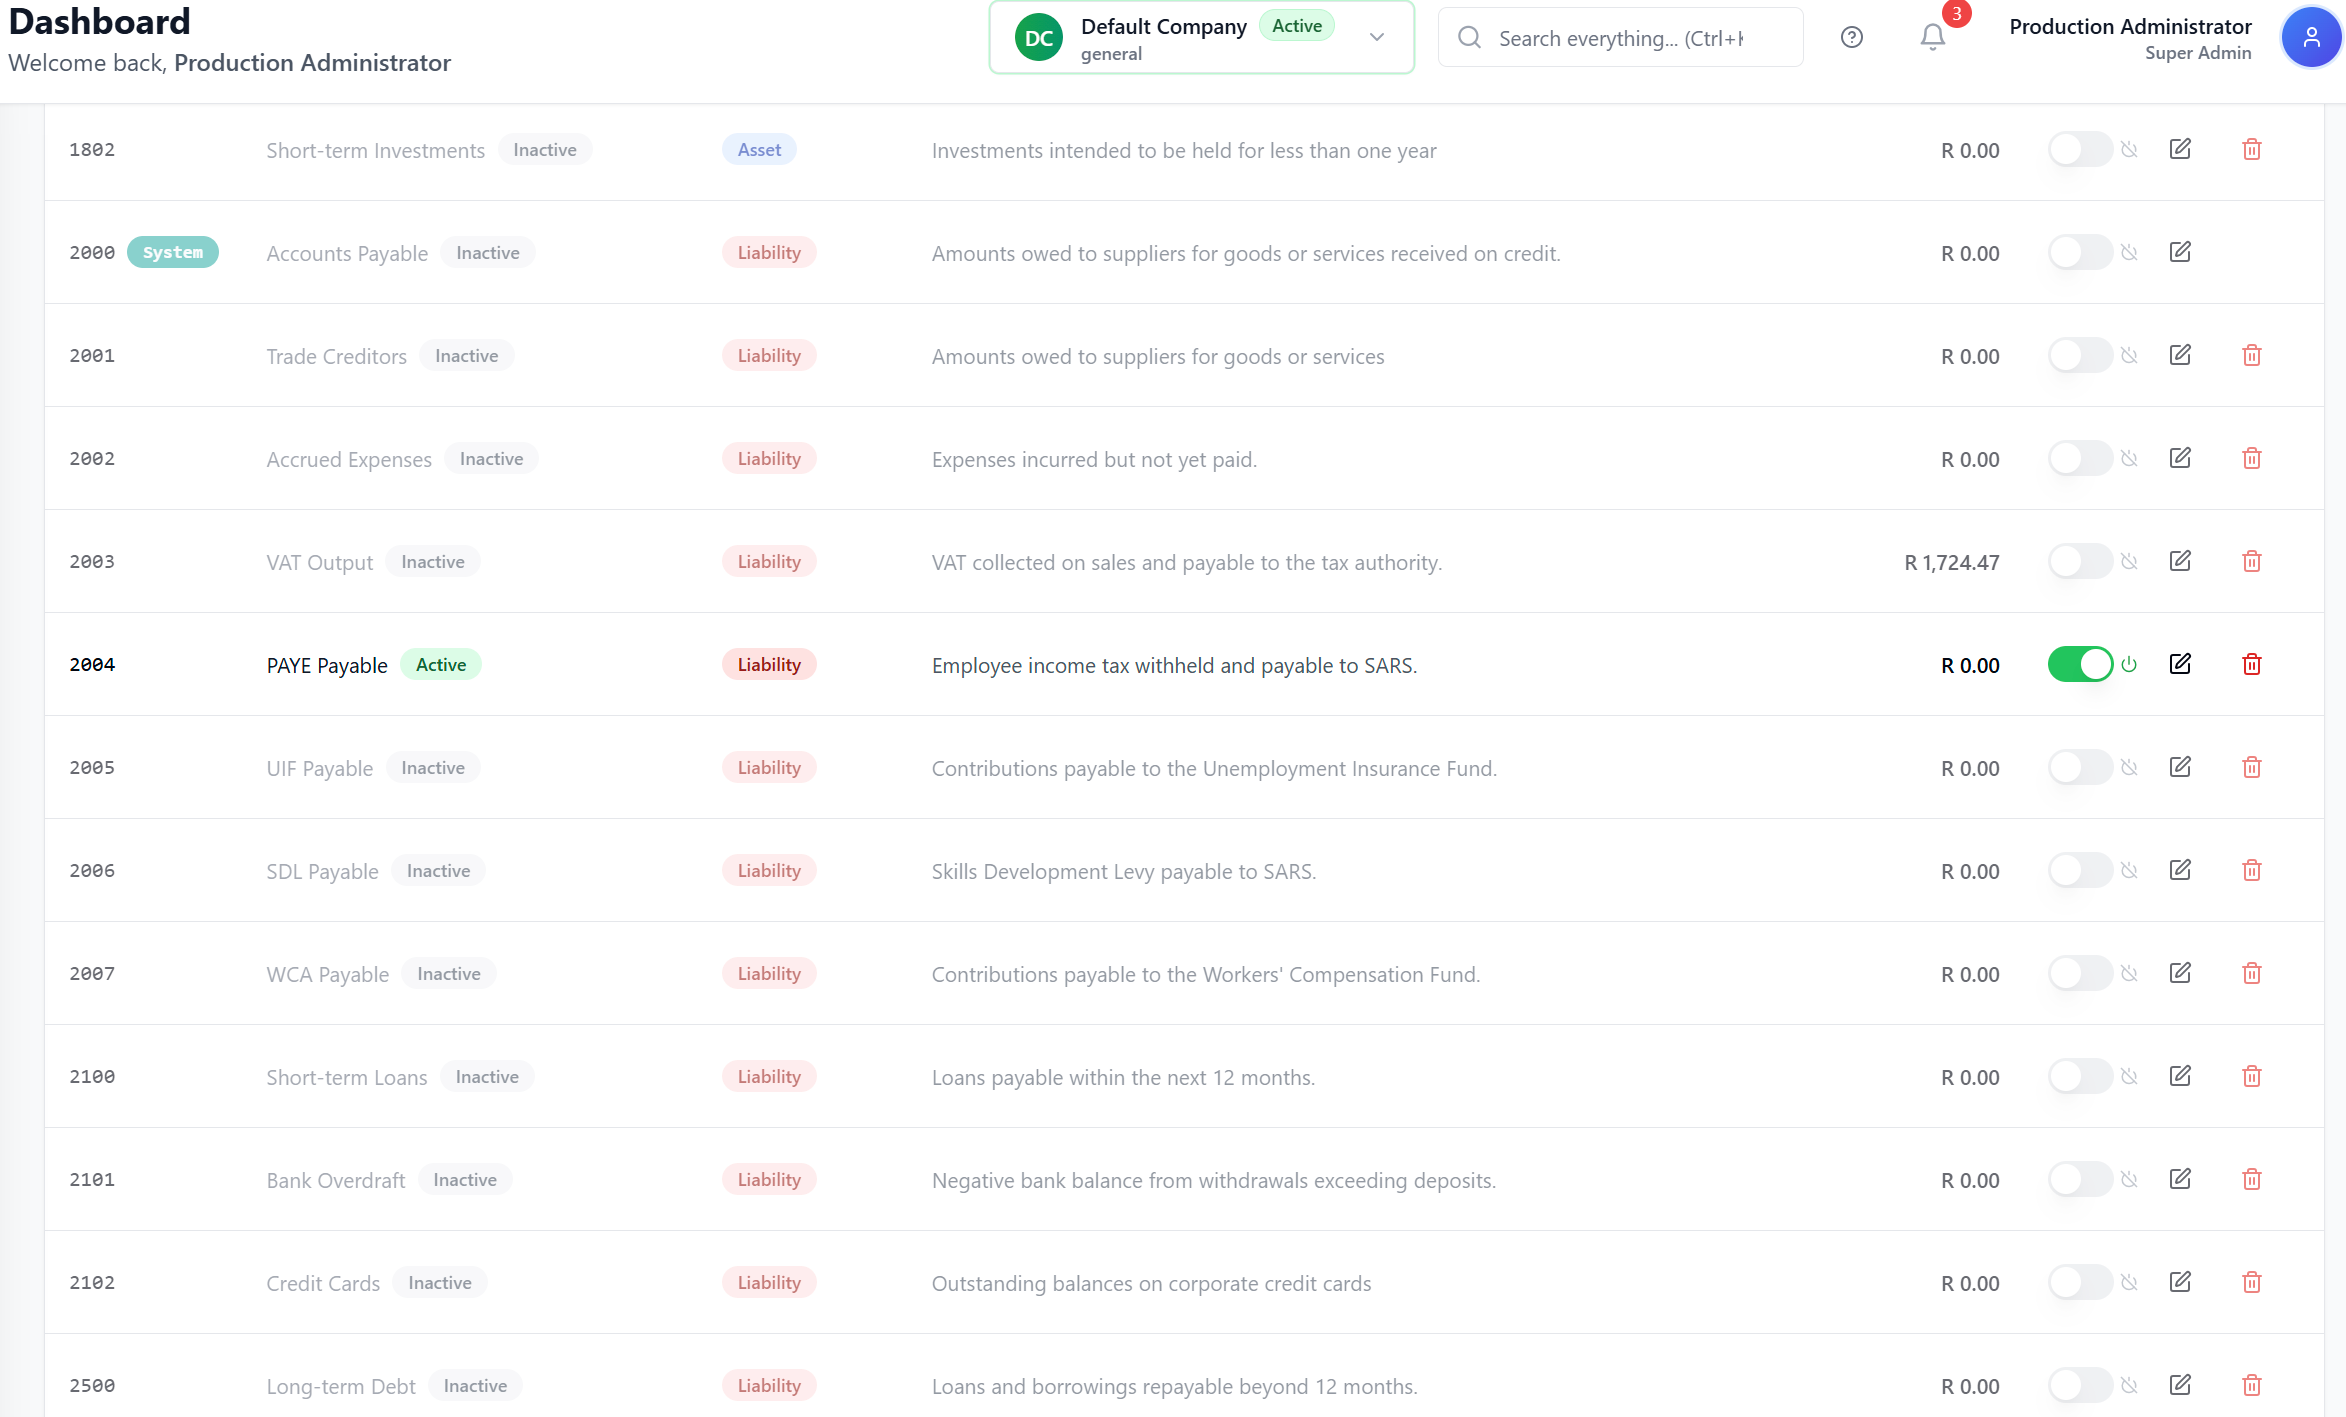 Dashboard
Welcome back, Production Administrator
DC
Default Company Active
general
Search everything... (Ctrl+K
3
Production Administrator
Super Admin
1802 Short-term Investments Inactive Asset Investments intended to be held for less than one year R 0.00
2000 System Accounts Payable Inactive Liability Amounts owed to suppliers for goods or services received on credit. R 0.00
2001 Trade Creditors Inactive Liability Amounts owed to suppliers for goods or services R 0.00
2002 Accrued Expenses Inactive Liability Expenses incurred but not yet paid. R 0.00
2003 VAT Output Inactive Liability VAT collected on sales and payable to the tax authority. R 1,724.47
2004 PAYE Payable Active Liability Employee income tax withheld and payable to SARS. R 0.00
2005 UIF Payable Inactive Liability Contributions payable to the Unemployment Insurance Fund. R 0.00
2006 SDL Payable Inactive Liability Skills Development Levy payable to SARS. R 0.00
2007 WCA Payable Inactive Liability Contributions payable to the Workers' Compensation Fund. R 0.00
2100 Short-term Loans Inactive Liability Loans payable within the next 12 months. R 0.00
2101 Bank Overdraft Inactive Liability Negative bank balance from withdrawals exceeding deposits. R 0.00
2102 Credit Cards Inactive Liability Outstanding balances on corporate credit cards R 0.00
2500 Long-term Debt Inactive Liability Loans and borrowings repayable beyond 12 months. R 0.00